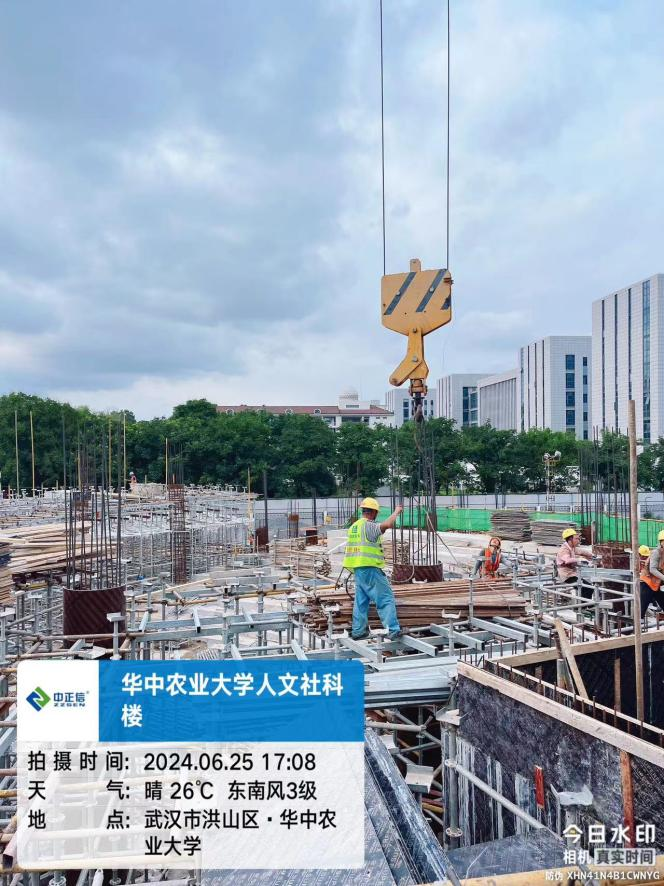 中正信
ZZGEN
华中农业大学人文社科
楼
拍摄时间: 2024.06.25 17:08
天气: 晴 26℃ 东南风3级
地点: 武汉市洪山区·华中农
业大学
今日水印
相机 真实时间
防伪 XHN41N4B1CWNYG